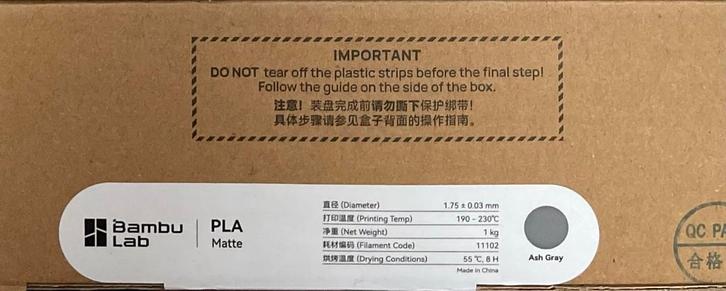 IMPORTANT
DO NOT tear off the plastic strips before the final step!
Follow the guide on the side of the box.
注意！装盘完成前请勿撕下保护绑带！
具体步骤请参见盒子背面的操作指南。
Bambu Lab
PLA
Matte
直径 (Diameter) 1.75 ± 0.03 mm
打印温度 (Printing Temp) 190 - 230℃
净重 (Net Weight) 1 kg
耗材编码 (Filament Code) 11102
烘烤温度 (Drying Conditions) 55 ℃, 8 H
Made in China
Ash Gray
QC PA
合格